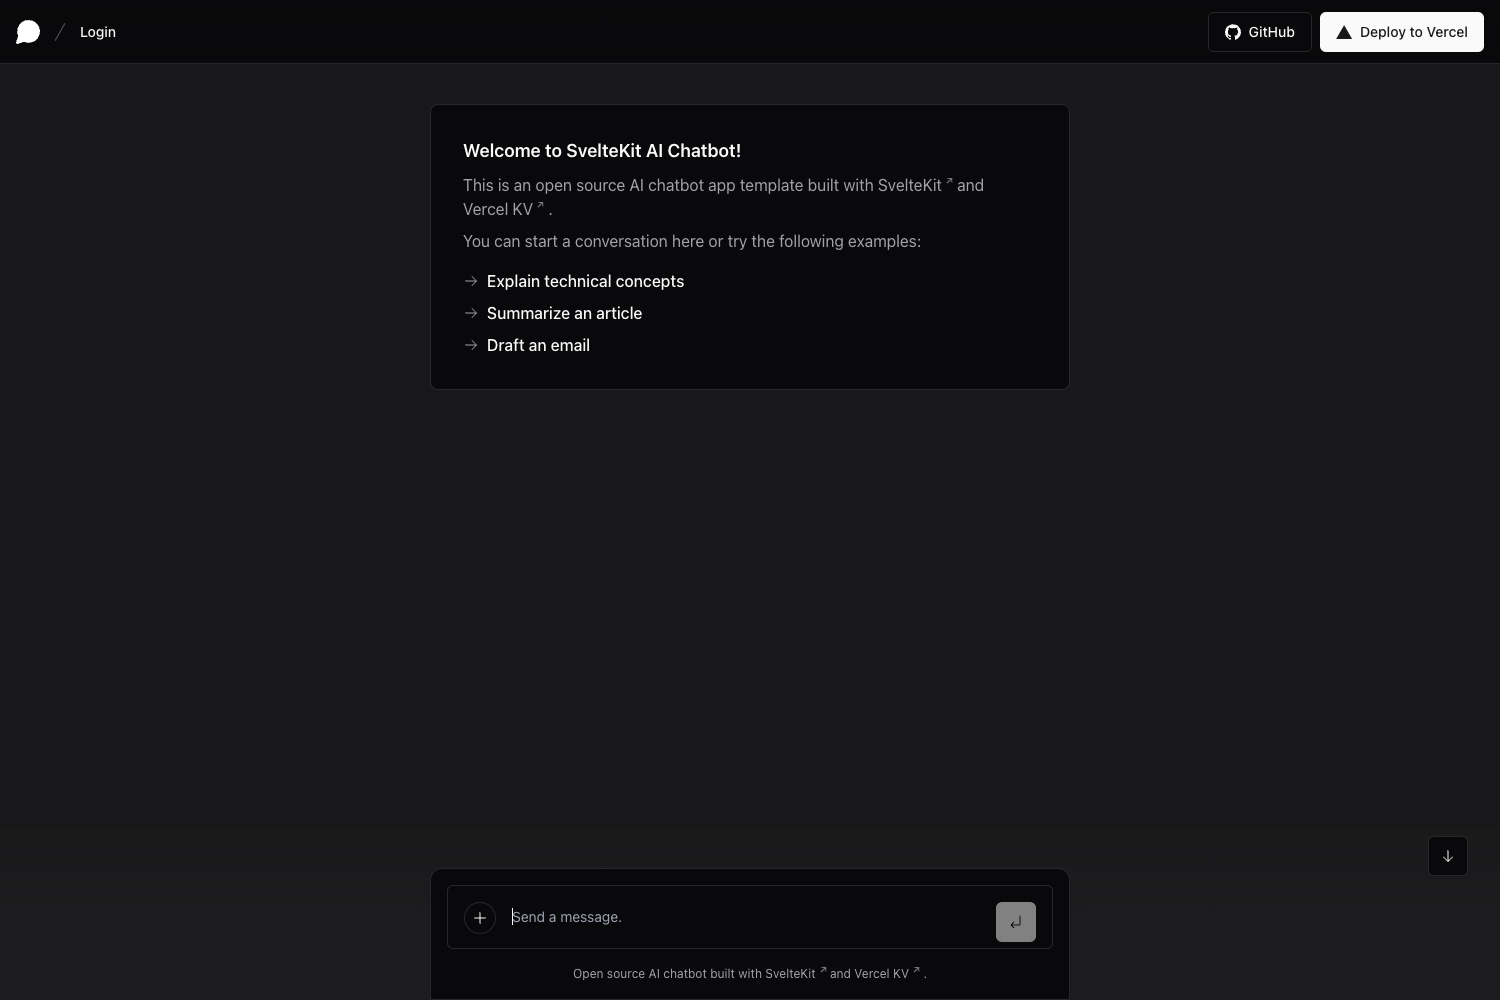 Login
GitHub
Deploy to Vercel
Welcome to SvelteKit AI Chatbot!
This is an open source AI chatbot app template built with SvelteKit and
Vercel KV .
You can start a conversation here or try the following examples:
Explain technical concepts
Summarize an article
Draft an email
Send a message.
Open source AI chatbot built with SvelteKit and Vercel KV .